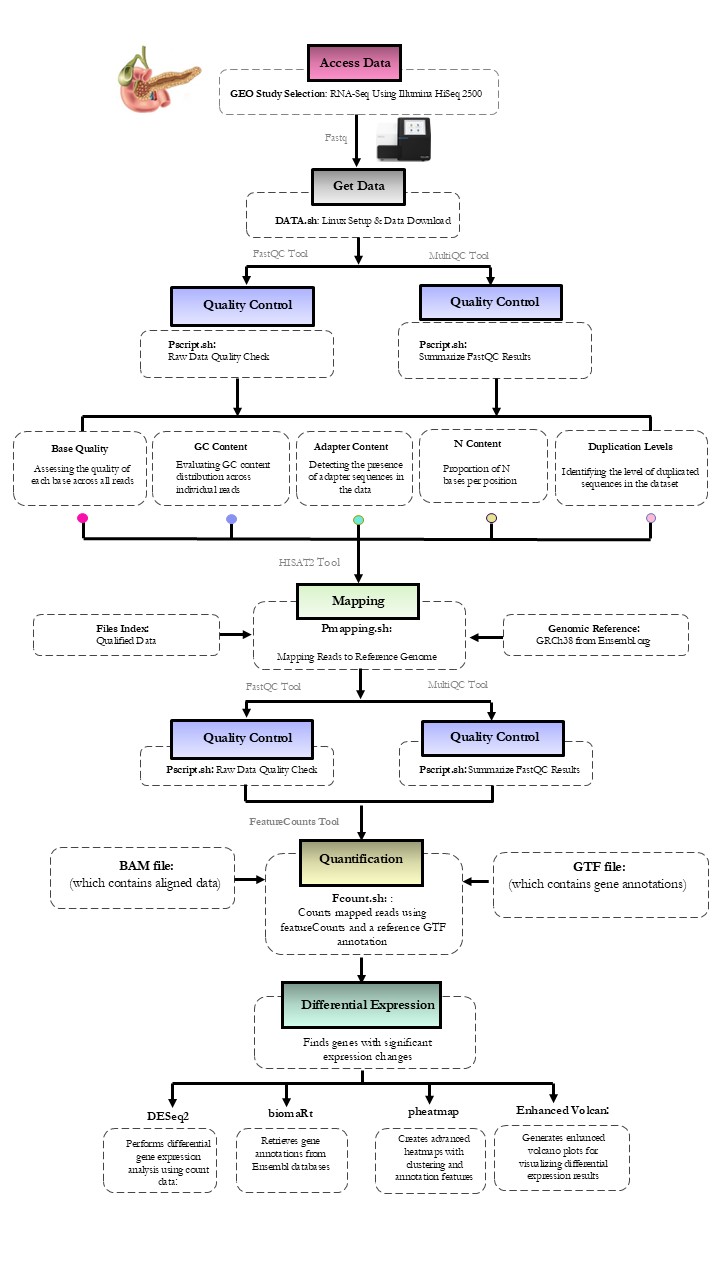 Access Data
GEO Study Selection: RNA-Seq Using Illumina HiSeq 2500
Fastq
Get Data
DATA.sh: Linux Setup & Data Download
FastQC Tool
MultiQC Tool
Quality Control
Quality Control
Pscript.sh:
Raw Data Quality Check
Pscript.sh:
Summarize FastQC Results
Base Quality
Assessing the quality of
each base across all reads
GC Content
Evaluating GC content
distribution across
individual reads
Adapter Content
Detecting the presence
of adapter sequences in
the data
N Content
Proportion of N
bases per position
Duplication Levels
Identifying the level of duplicated
sequences in the dataset
HISAT2 Tool
Mapping
Pmapping.sh:
Mapping Reads to Reference Genome
Files Index:
Qualified Data
Genomic Reference:
GRCh38 from Ensembl.org
FastQC Tool
MultiQC Tool
Quality Control
Quality Control
Pscript.sh: Raw Data Quality Check
Pscript.sh: Summarize FastQC Results
FeatureCounts Tool
Quantification
BAM file:
(which contains aligned data)
GTF file:
(which contains gene annotations)
Fcount.sh: :
Counts mapped reads using
featureCounts and a reference GTF
annotation
Differential Expression
Finds genes with significant
expression changes
DESeq2
Performs differential
gene expression
analysis using count
data:
biomaRt
Retrieves gene
annotations from
Ensembl databases
pheatmap
Creates advanced
heatmaps with
clustering and
annotation features
Enhanced Volcan:
Generates enhanced
volcano plots for
visualizing differential
expression results